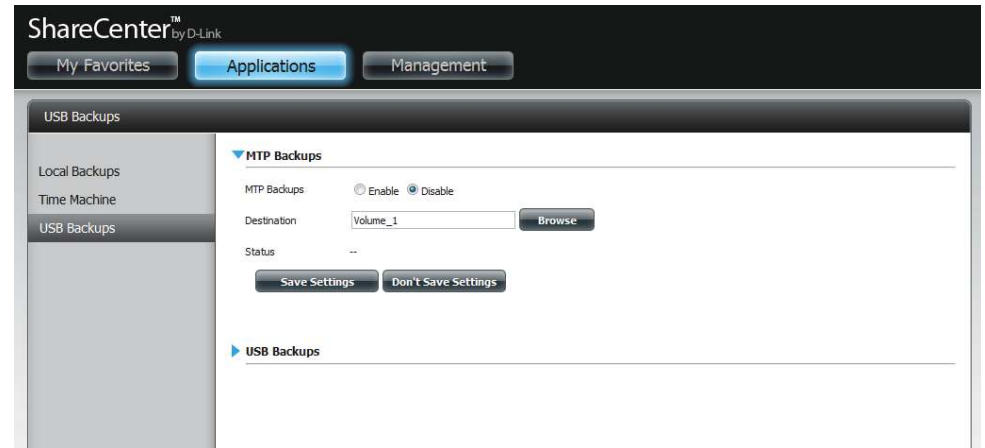 ShareCenter™ by D-Link
My Favorites Applications Management
USB Backups
Local Backups
Time Machine
USB Backups
MTP Backups
MTP Backups Enable Disable
Destination Volume_1 Browse
Status --
Save Settings Don't Save Settings
USB Backups